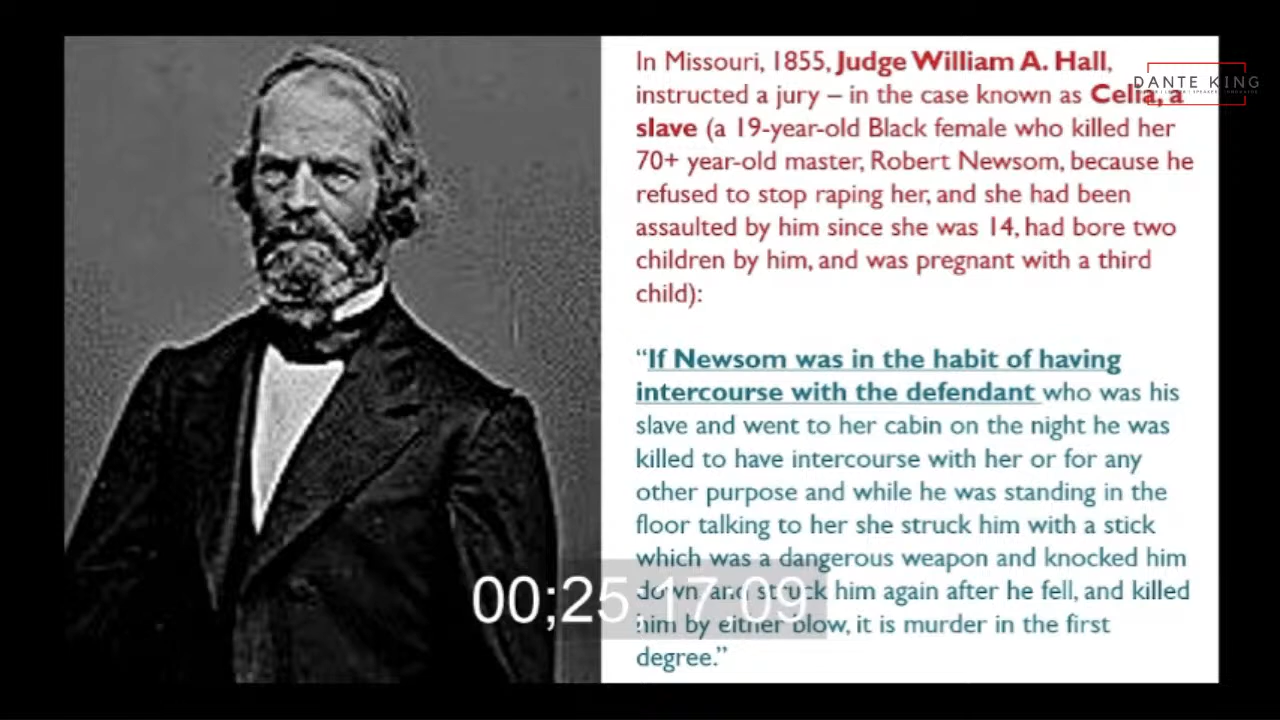 In Missouri, 1855, Judge William A. Hall,
DANTE KING
instructed a jury – in the case known as Celia, a
slave (a 19-year-old Black female who killed her
70+ year-old master, Robert Newsom, because he
refused to stop raping her, and she had been
assaulted by him since she was 14, had bore two
children by him, and was pregnant with a third
child):
“If Newsom was in the habit of having
intercourse with the defendant who was his
slave and went to her cabin on the night he was
killed to have intercourse with her or for any
other purpose and while he was standing in the
floor talking to her she struck him with a stick
which was a dangerous weapon and knocked him
down, and struck him again after he fell, and killed
00;25;17;09
him by either blow, it is murder in the first
degree.”